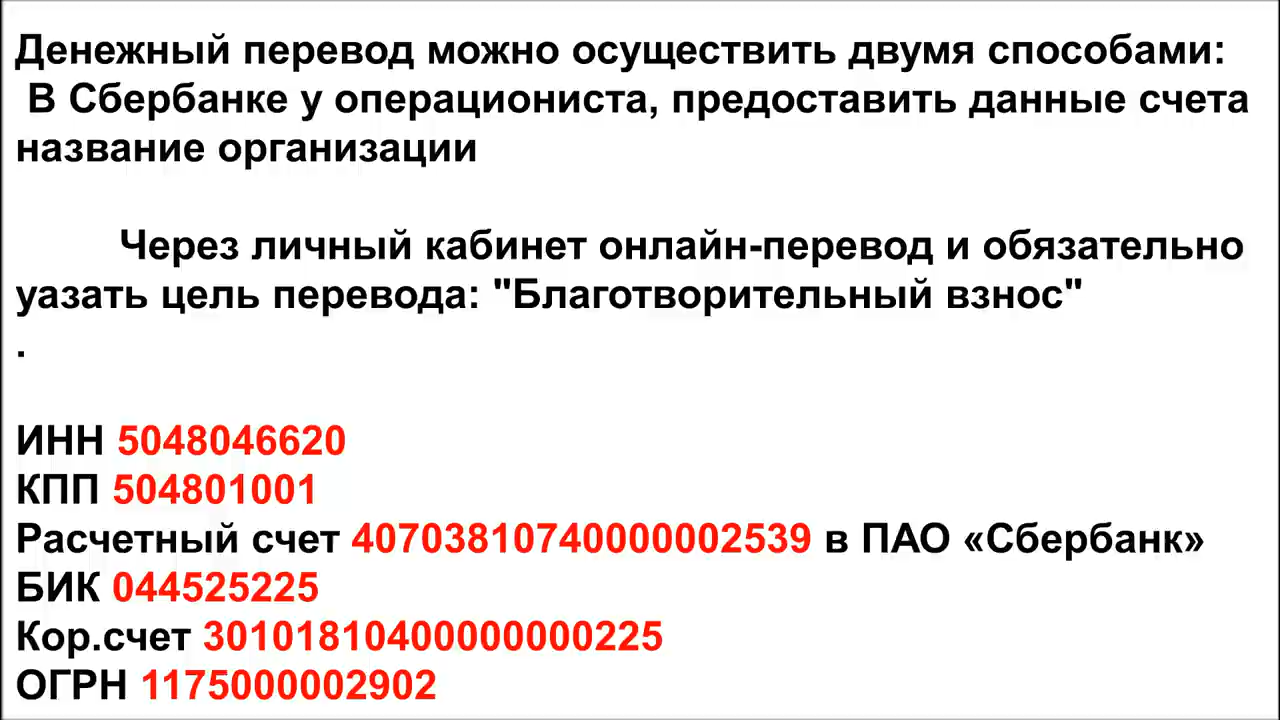 Денежный перевод можно осуществить двумя способами:
В Сбербанке у операциониста, предоставить данные счета
название организации
Через личный кабинет онлайн-перевод и обязательно
уазать цель перевода: "Благотворительный взнос"
.
ИНН 5048046620
КПП 504801001
Расчетный счет 40703810740000002539 в ПАО «Сбербанк»
БИК 044525225
Кор.счет 30101810400000000225
ОГРН 1175000002902